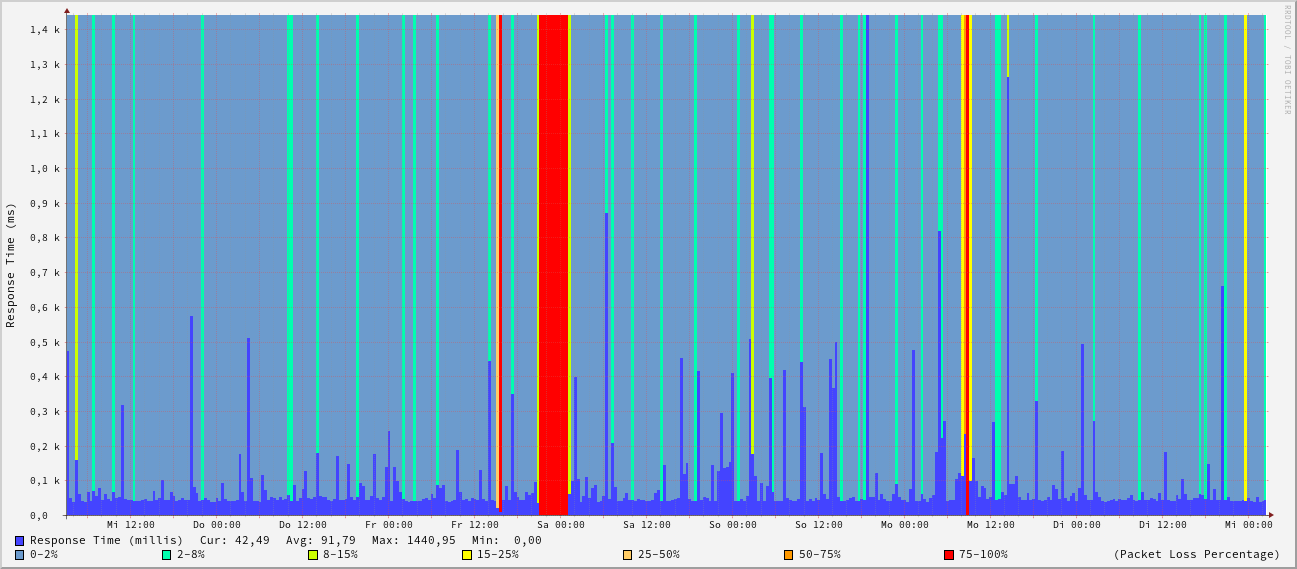 RRDTOOL / TOBI OETIKER
Response Time (ms)
1,4 k
1,3 k
1,2 k
1,1 k
1,0 k
0,9 k
0,8 k
0,7 k
0,6 k
0,5 k
0,4 k
0,3 k
0,2 k
0,1 k
0,0
Mi 12:00 Do 00:00 Do 12:00 Fr 00:00 Fr 12:00 Sa 00:00 Sa 12:00 So 00:00 So 12:00 Mo 00:00 Mo 12:00 Di 00:00 Di 12:00 Mi 00:00
Response Time (millis) Cur: 42,49 Avg: 91,79 Max: 1440,95 Min: 0,00
0-2% 2-8% 8-15% 15-25% 25-50% 50-75% 75-100% (Packet Loss Percentage)